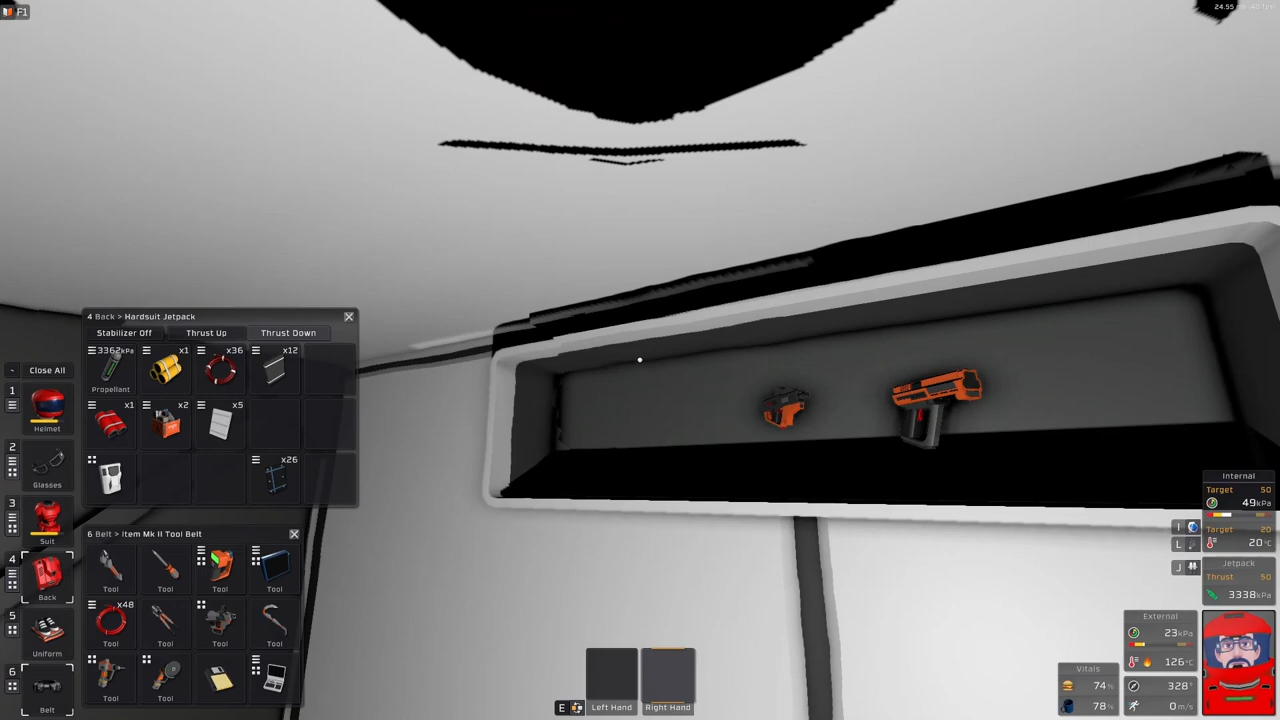 F1
24.55
4 Back > Hardsuit Jetpack
Stabilizer Off Thrust Up Thrust Down
3362kPa x1 x36 x12
Propellant
x1 x2 x5
x26
6 Belt > Item Mk II Tool Belt
Tool Tool Tool Tool
x48
Tool Tool Tool Tool
Tool Tool
- Close All
1
Helmet
2
Glasses
3
Suit
4
Back
5
Uniform
6
Belt
E Left Hand Right Hand
Internal
Target 50
49kPa
Target 20
20°C
I
L
J
Jetpack
Thrust 50
3338kPa
External
23kPa
126°C
Vitals
74%
78%
328°
0m/s